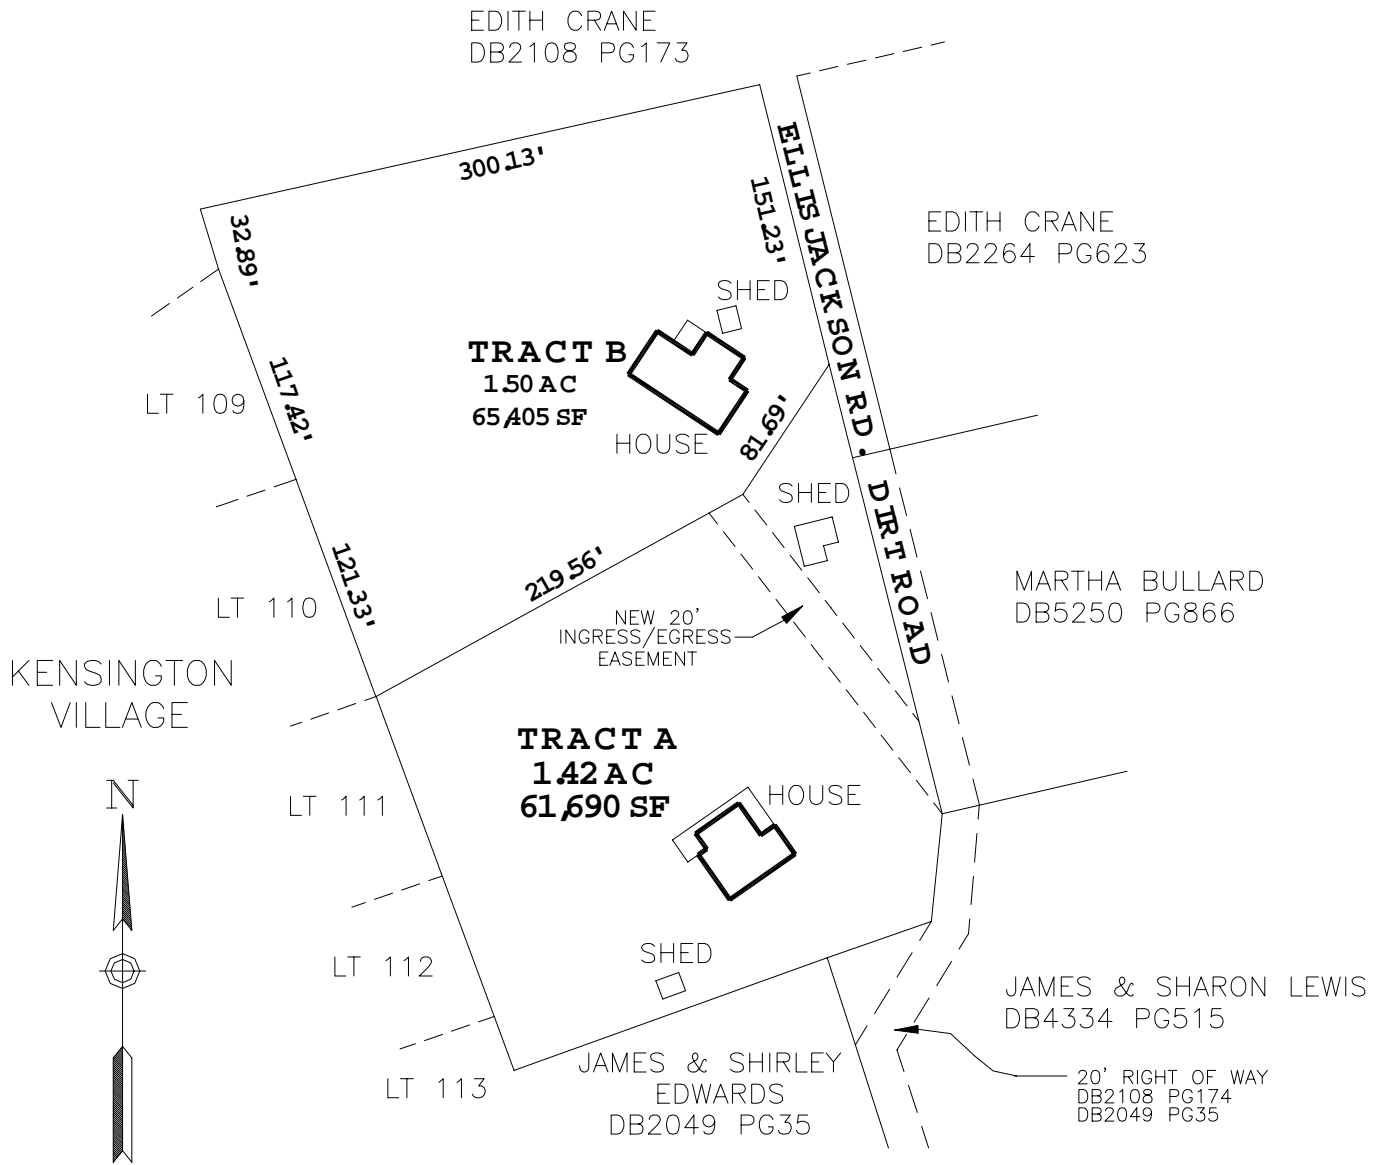 EDITH CRANE
DB2108 PG173
300.13'
32.89'
151.23'
ELLIS JACKSON RD. DIRT ROAD
EDITH CRANE
DB2264 PG623
SHED
TRACT B
1.50 AC
65,405 SF
HOUSE
117.42'
LT 109
81.69'
SHED
121.33'
219.56'
LT 110
NEW 20'
INGRESS/EGRESS
EASEMENT
MARTHA BULLARD
DB5250 PG866
KENSINGTON
VILLAGE
TRACT A
1.42 AC
61,690 SF
HOUSE
N
LT 111
SHED
LT 112
JAMES & SHARON LEWIS
DB4334 PG515
JAMES & SHIRLEY
EDWARDS
DB2049 PG35
LT 113
20' RIGHT OF WAY
DB2108 PG174
DB2049 PG35